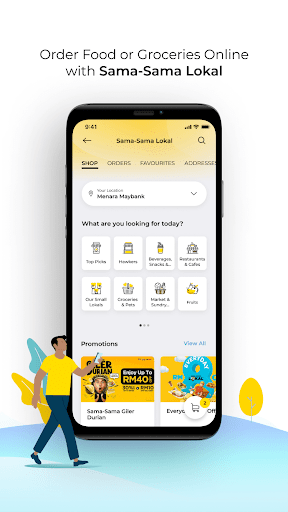 Order Food or Groceries Online
with Sama-Sama Lokal
9:41
Sama-Sama Lokal
SHOP ORDERS FAVOURITES ADDRESSES
Your Location
Menara Maybank
What are you looking for today?
Top Picks
Hawkers
Beverages,
Snacks &...
Restaurants
& Cafes
Our Small
Lokals
Groceries
& Pets
Market &
Sundry...
Fruits
Promotions
View All
GILER
DURIAN
Enjoy Up To
RM40
EVERYDAY
LOKAL
2
Sama-Sama Giler
Durian
Everyd
Off